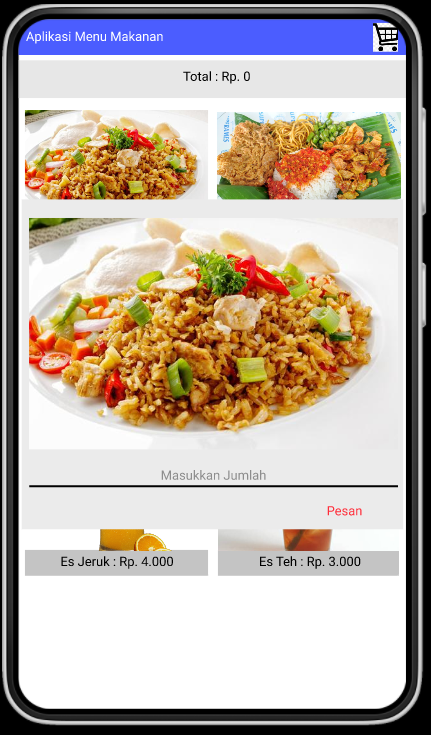 Aplikasi Menu Makanan
Total : Rp. 0
Masukkan Jumlah
Pesan
Es Jeruk : Rp. 4.000
Es Teh : Rp. 3.000